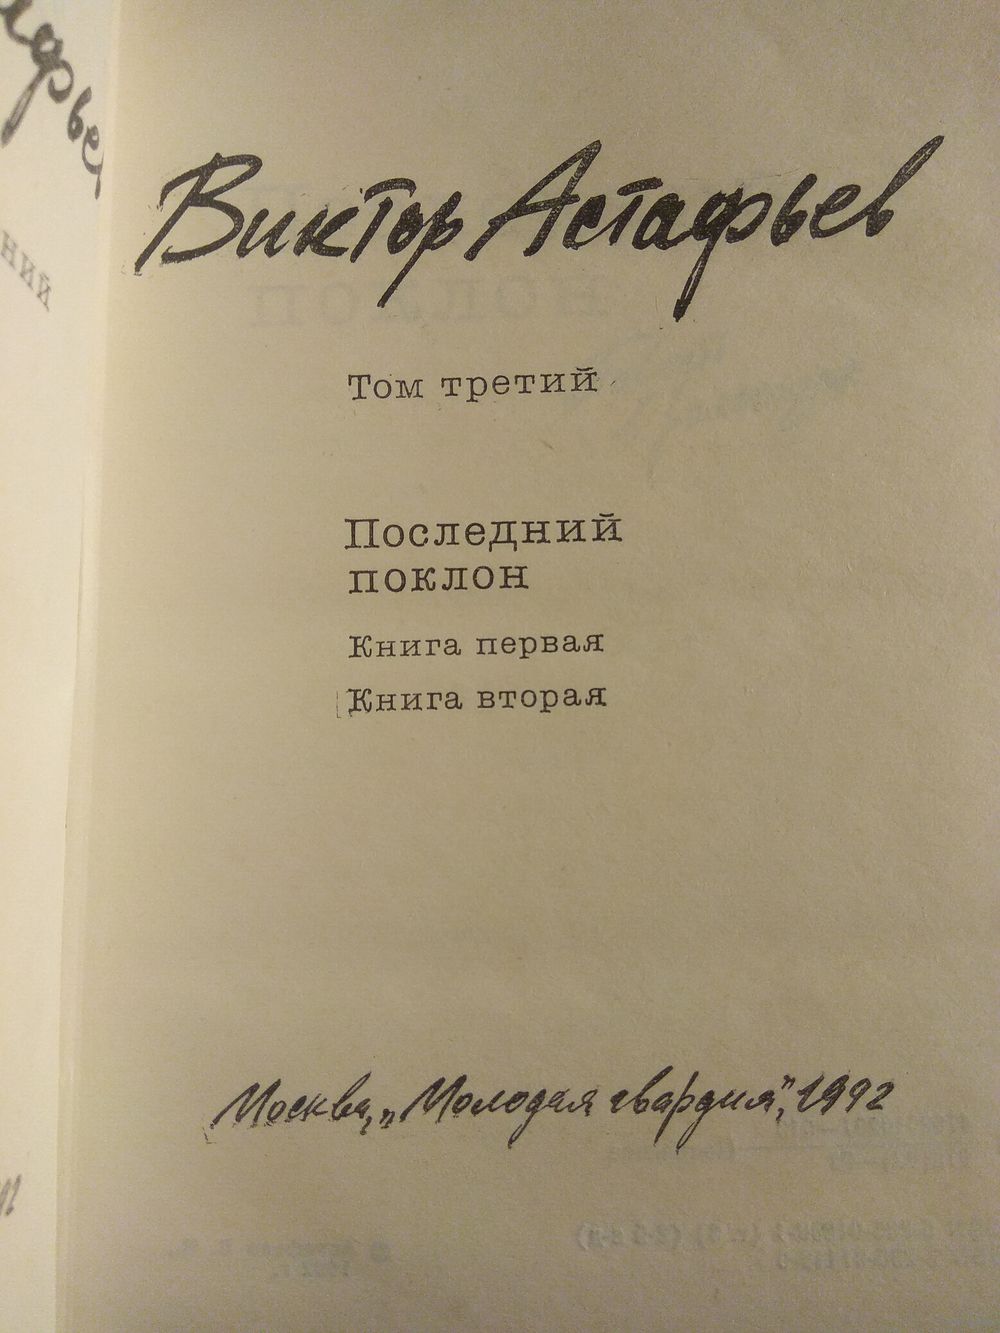 Виктор Астафьев
Том третий
Последний
поклон
Книга первая
Книга вторая
Москва, „Молодая гвардия”, 1992